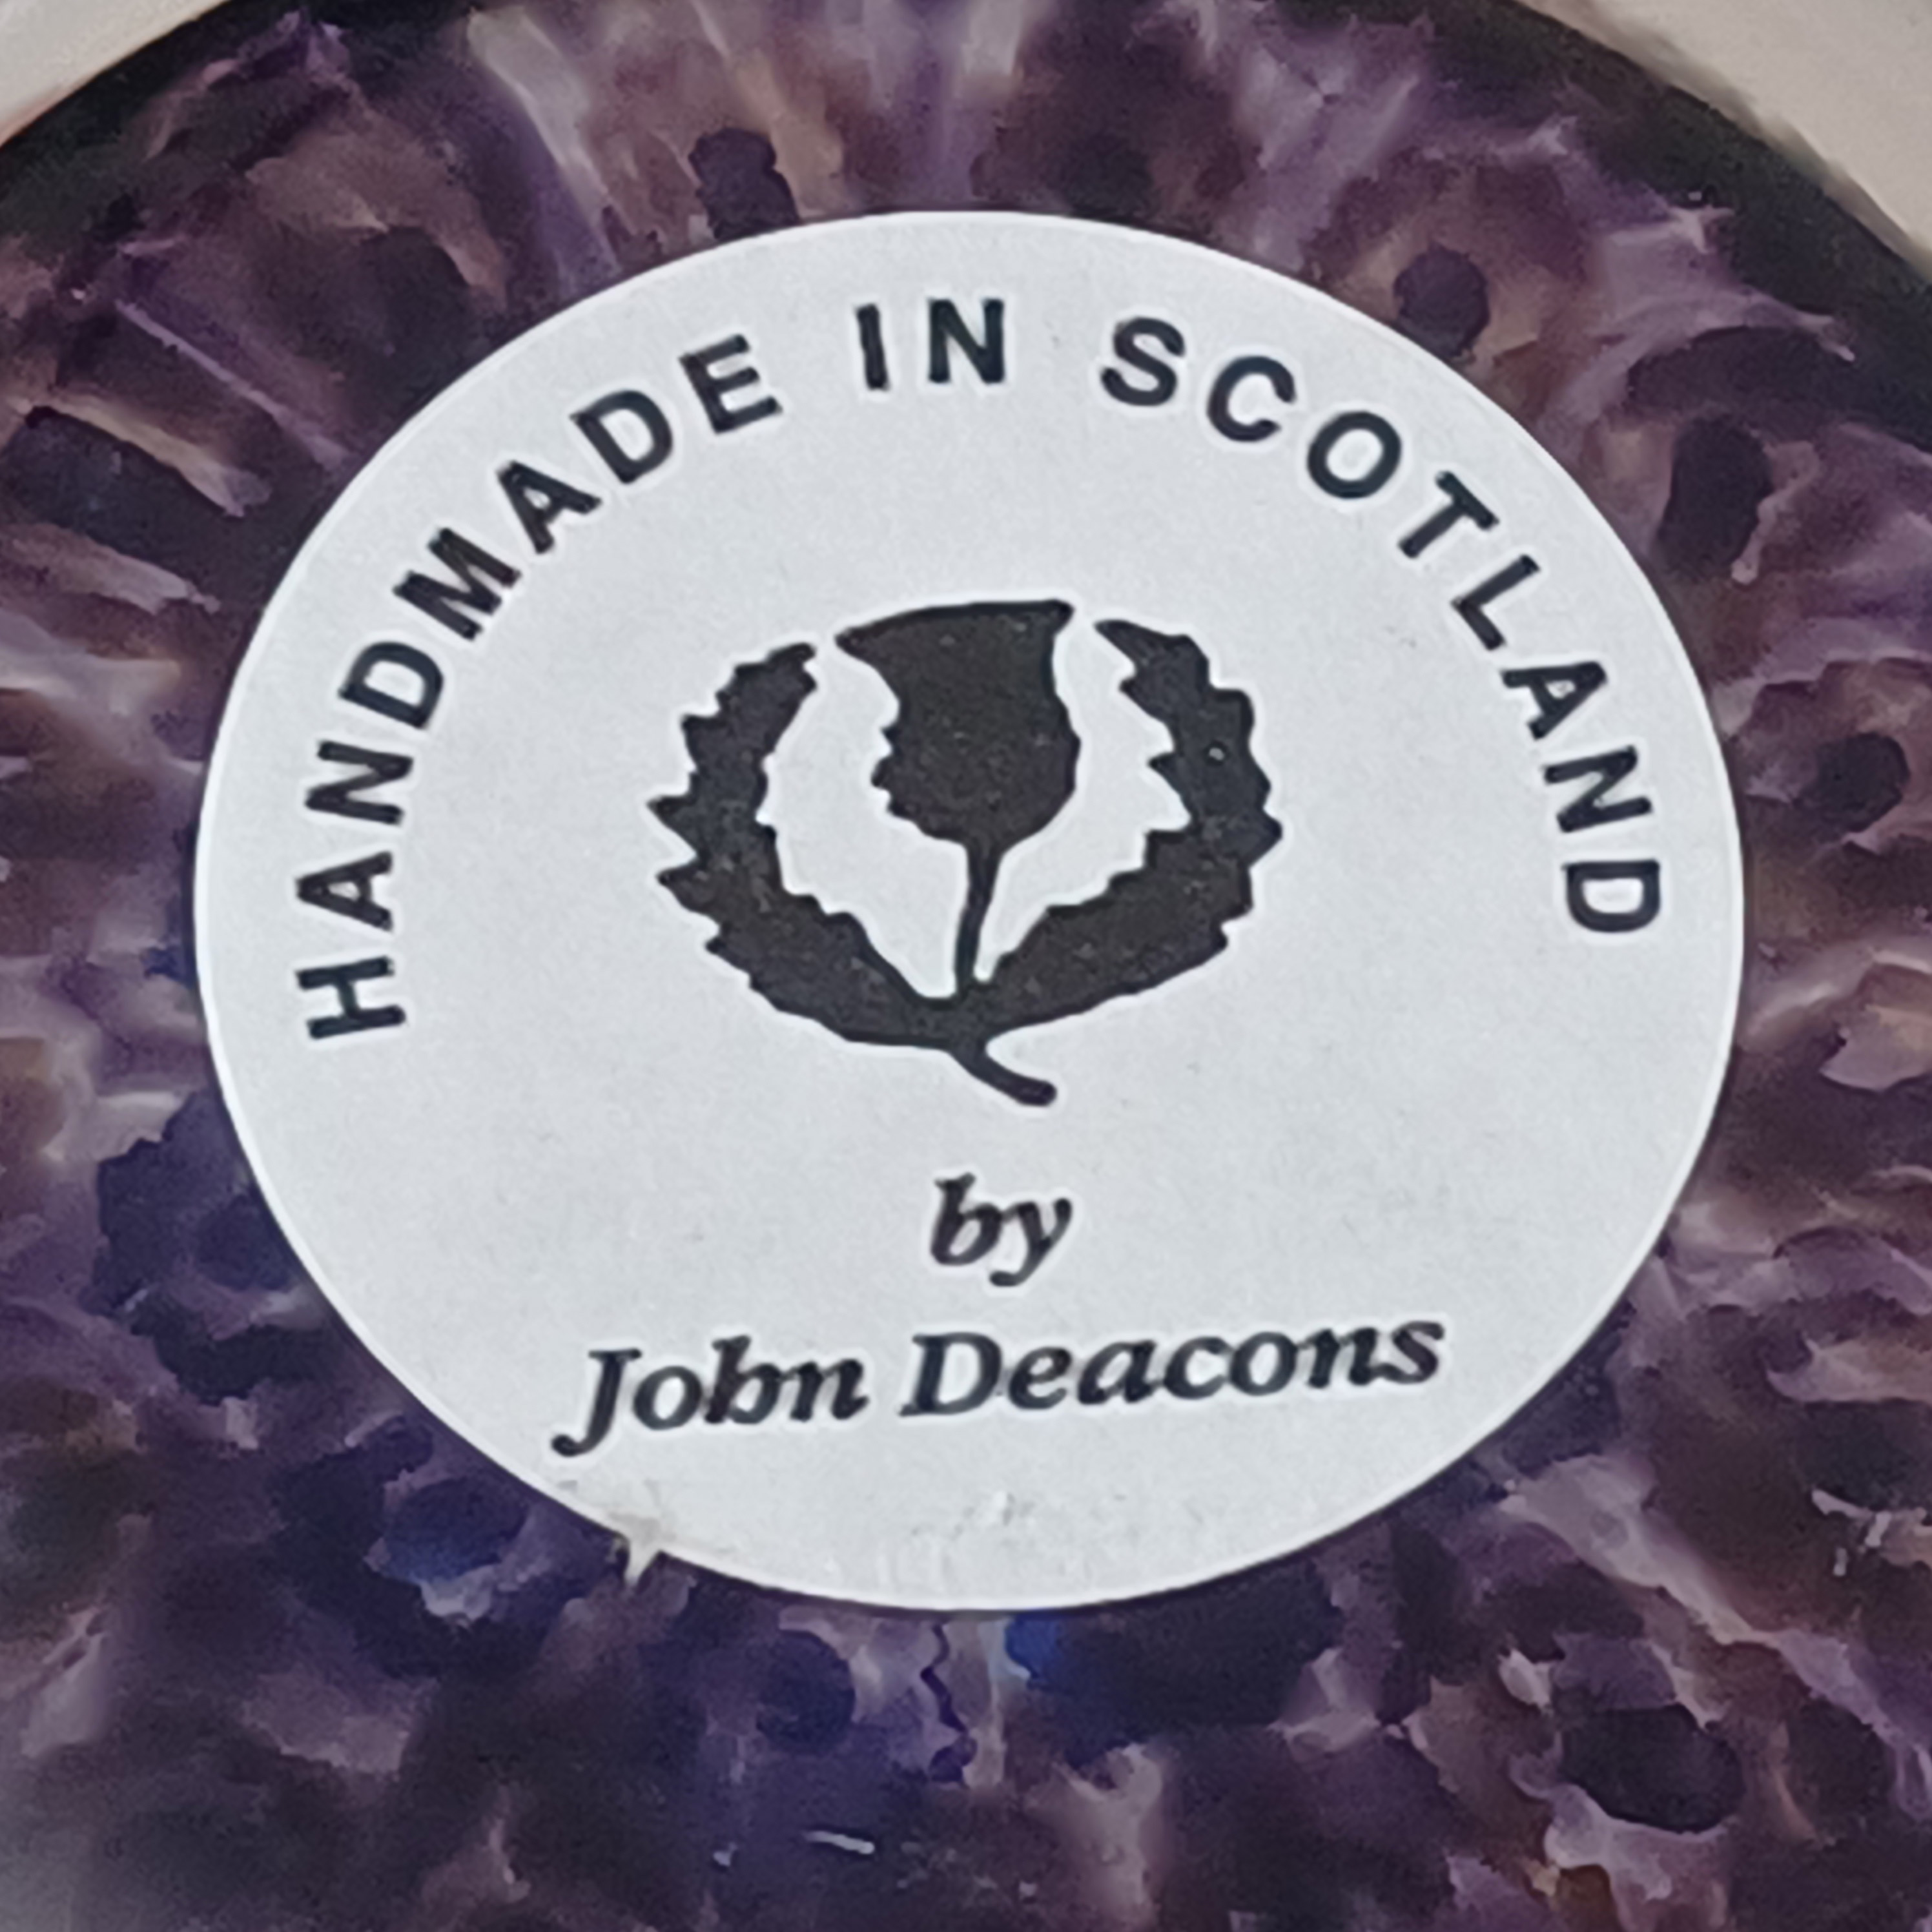 HANDMADE IN SCOTLAND
by
John Deacons